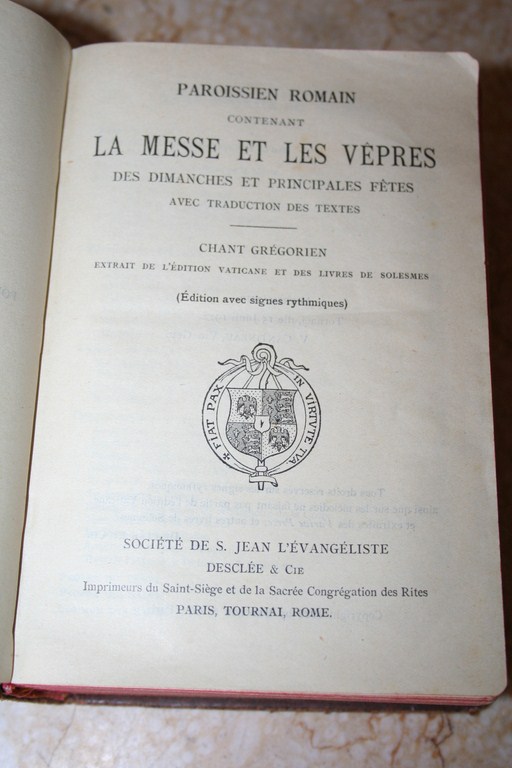 PAROISSIEN ROMAIN
CONTENANT
LA MESSE ET LES VÊPRES
DES DIMANCHES ET PRINCIPALES FÊTES
AVEC TRADUCTION DES TEXTES
CHANT GRÉGORIEN
EXTRAIT DE L'ÉDITION VATICANE ET DES LIVRES DE SOLESMES
(Édition avec signes rythmiques)
✠ FIAT PAX IN VIRTVTE TVA
SOCIÉTÉ DE S. JEAN L'ÉVANGÉLISTE
DESCLÉE & CIE
Imprimeurs du Saint-Siège et de la Sacrée Congrégation des Rites
PARIS, TOURNAI, ROME.